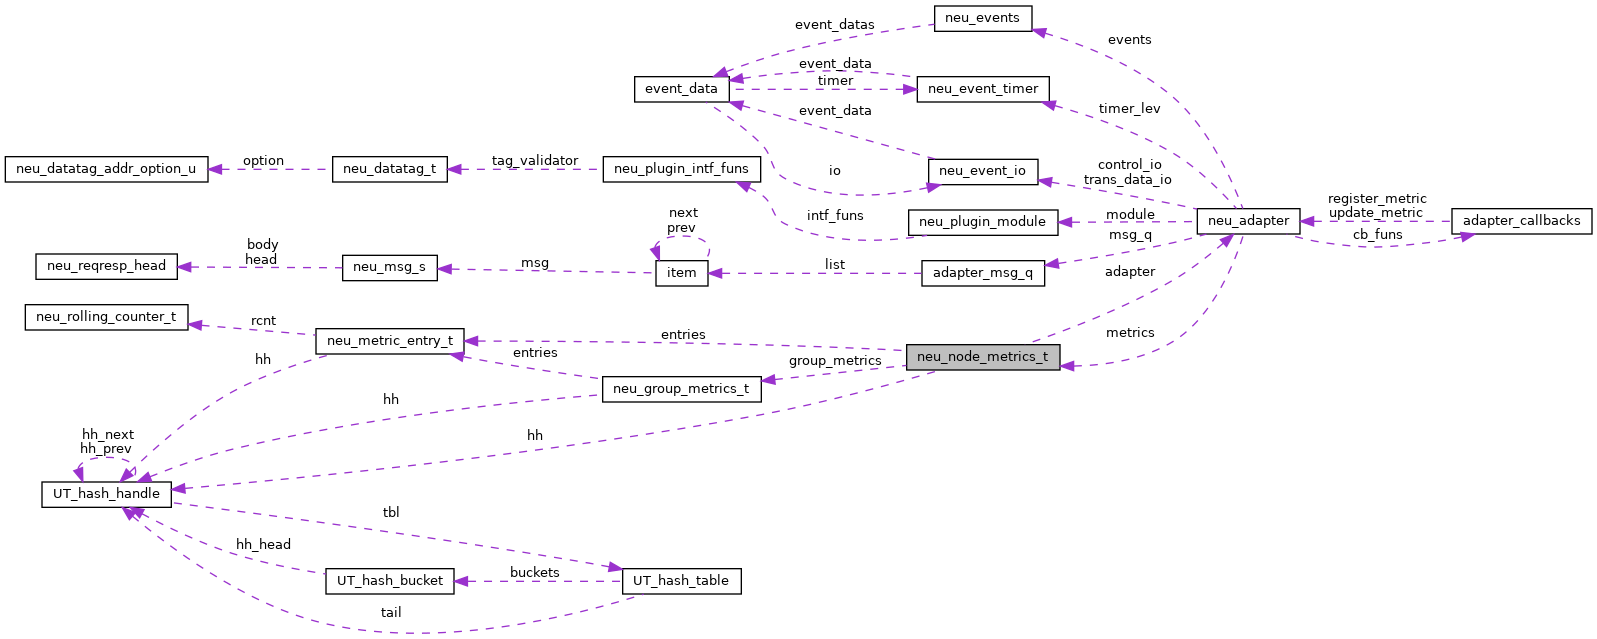 neu_events
event_datas
events
event_data
timer
event_data
neu_event_timer
timer_lev
event_data
option
tag_validator
neu_datatag_addr_option_u
neu_datatag_t
neu_plugin_intf_funs
io
neu_event_io
control_io
trans_data_io
register_metric
update_metric
next
prev
intf_funs
neu_plugin_module
module
neu_adapter
adapter_callbacks
cb_funs
msg_q
body
head
neu_reqresp_head
neu_msg_s
msg
item
list
adapter_msg_q
adapter
neu_rolling_counter_t
rcnt
neu_metric_entry_t
entries
metrics
hh
entries
group_metrics
neu_node_metrics_t
neu_group_metrics_t
hh
hh_next
hh_prev
hh
UT_hash_handle
tbl
hh_head
UT_hash_bucket
buckets
UT_hash_table
tail